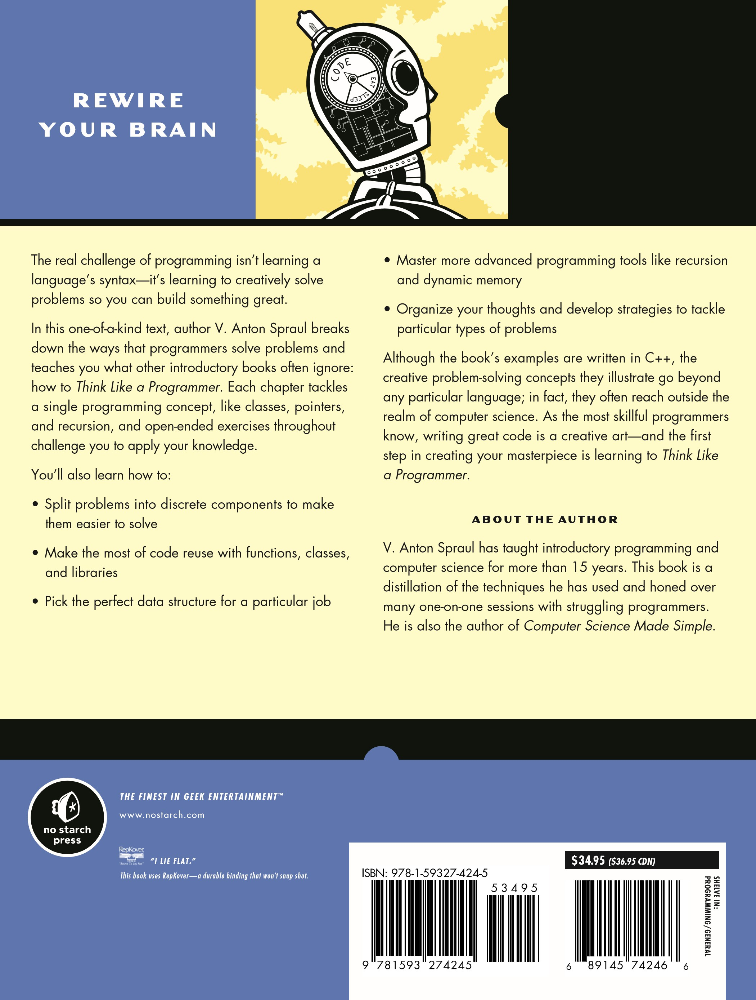 REWIRE
YOUR BRAIN
CODE
EAT
SLEEP
The real challenge of programming isn’t learning a
language’s syntax—it’s learning to creatively solve
problems so you can build something great.
In this one-of-a-kind text, author V. Anton Spraul breaks
down the ways that programmers solve problems and
teaches you what other introductory books often ignore:
how to Think Like a Programmer. Each chapter tackles
a single programming concept, like classes, pointers,
and recursion, and open-ended exercises throughout
challenge you to apply your knowledge.
You’ll also learn how to:
• Split problems into discrete components to make
them easier to solve
• Make the most of code reuse with functions, classes,
and libraries
• Pick the perfect data structure for a particular job
• Master more advanced programming tools like recursion
and dynamic memory
• Organize your thoughts and develop strategies to tackle
particular types of problems
Although the book’s examples are written in C++, the
creative problem-solving concepts they illustrate go beyond
any particular language; in fact, they often reach outside the
realm of computer science. As the most skillful programmers
know, writing great code is a creative art—and the first
step in creating your masterpiece is learning to Think Like
a Programmer.
ABOUT THE AUTHOR
V. Anton Spraul has taught introductory programming and
computer science for more than 15 years. This book is a
distillation of the techniques he has used and honed over
many one-on-one sessions with struggling programmers.
He is also the author of Computer Science Made Simple.
no starch
press
THE FINEST IN GEEK ENTERTAINMENT™
www.nostarch.com
RepKover
"Bound To Lay Flat"
“I LIE FLAT.”
This book uses RepKover—a durable binding that won’t snap shut.
ISBN: 978-1-59327-424-5
53495
9 781593 274245
$34.95 ($36.95 CDN)
6 89145 74246 6
SHELVE IN:
PROGRAMMING/GENERAL